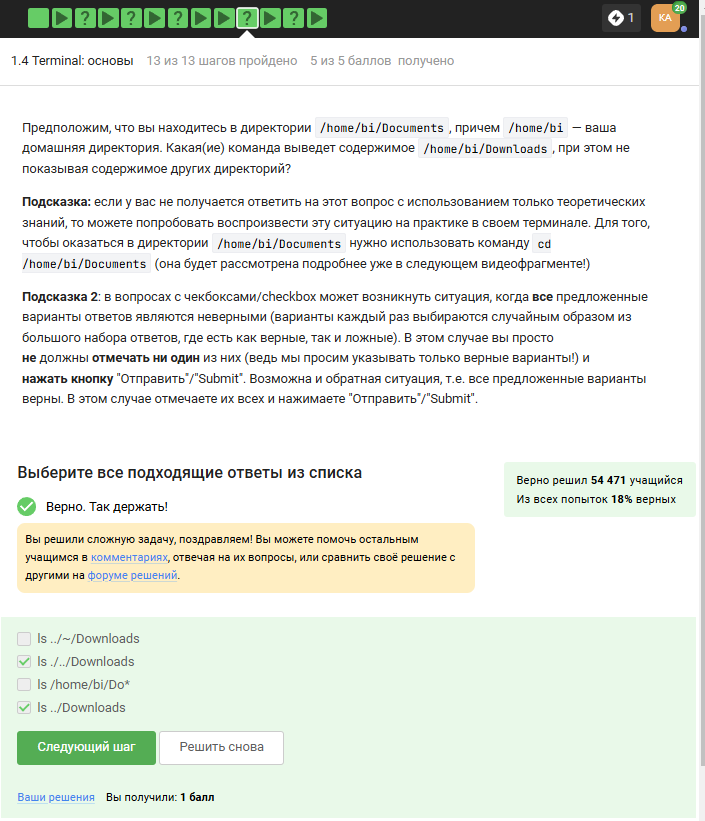 ? ? ? ? ? 1 KA 20
1.4 Terminal: основы 13 из 13 шагов пройдено 5 из 5 баллов получено
Предположим, что вы находитесь в директории /home/bi/Documents, причем /home/bi — ваша
домашняя директория. Какая(ие) команда выведет содержимое /home/bi/Downloads, при этом не
показывая содержимое других директорий?
Подсказка: если у вас не получается ответить на этот вопрос с использованием только теоретических
знаний, то можете попробовать воспроизвести эту ситуацию на практике в своем терминале. Для того,
чтобы оказаться в директории /home/bi/Documents нужно использовать команду cd
/home/bi/Documents (она будет рассмотрена подробнее уже в следующем видеофрагменте!)
Подсказка 2: в вопросах с чекбоксами/checkbox может возникнуть ситуация, когда все предложенные
варианты ответов являются неверными (варианты каждый раз выбираются случайным образом из
большого набора ответов, где есть как верные, так и ложные). В этом случае вы просто
не должны отмечать ни один из них (ведь мы просим указывать только верные варианты!) и
нажать кнопку "Отправить"/"Submit". Возможна и обратная ситуация, т.е. все предложенные варианты
верны. В этом случае отмечаете их всех и нажимаете "Отправить"/"Submit".
Выберите все подходящие ответы из списка
Верно решил 54 471 учащийся
Из всех попыток 18% верных
Верно. Так держать!
Вы решили сложную задачу, поздравляем! Вы можете помочь остальным
учащимся в комментариях, отвечая на их вопросы, или сравнить своё решение с
другими на форуме решений.
ls ../~/Downloads
ls ./../Downloads
ls /home/bi/Do*
ls ../Downloads
Следующий шаг Решить снова
Ваши решения Вы получили: 1 балл